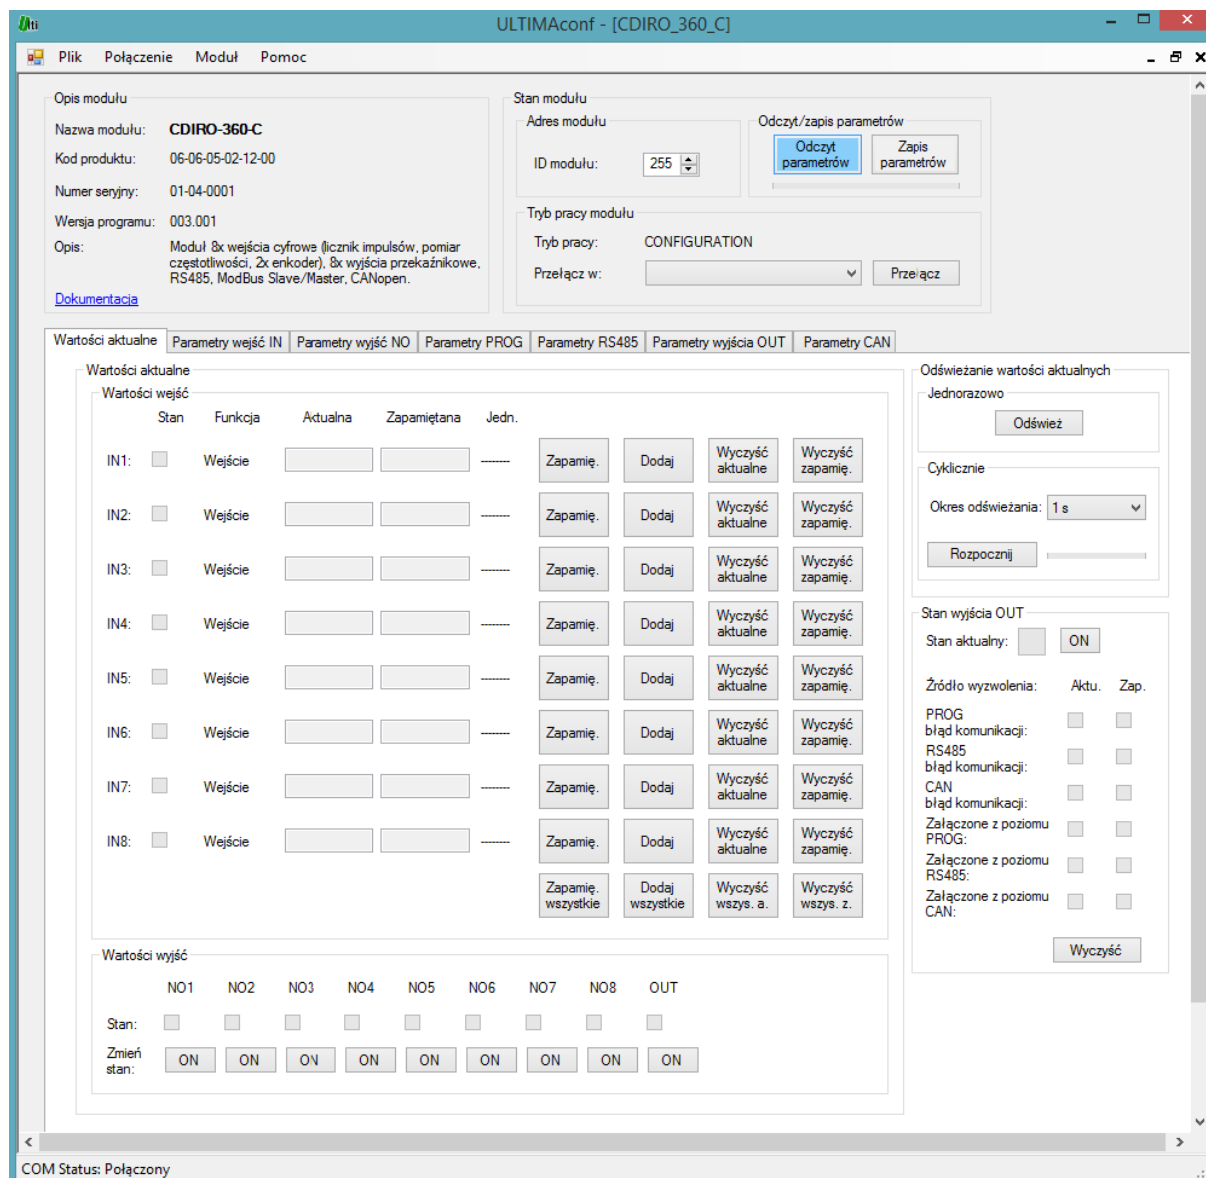 Ulti
ULTIMAconf - [CDIRO_360_C]
Plik Połączenie Moduł Pomoc
Opis modułu
Nazwa modułu: CDIRO-360-C
Kod produktu: 06-06-05-02-12-00
Numer seryjny: 01-04-0001
Wersja programu: 003.001
Opis: Moduł 8x wejścia cyfrowe (licznik impulsów, pomiar
częstotliwości, 2x enkoder), 8x wyjścia przekaźnikowe,
RS485, ModBus Slave/Master, CANopen.
Dokumentacja
Stan modułu
Adres modułu
ID modułu: 255
Odczyt/zapis parametrów
Odczyt
parametrów
Zapis
parametrów
Tryb pracy modułu
Tryb pracy: CONFIGURATION
Przełącz w: Przełącz
Wartości aktualne Parametry wejść IN Parametry wyjść NO Parametry PROG Parametry RS485 Parametry wyjścia OUT Parametry CAN
Wartości aktualne
Wartości wejść
Stan Funkcja Aktualna Zapamiętana Jedn.
IN1: Wejście -------- Zapamię. Dodaj Wyczyść aktualne Wyczyść zapamię.
IN2: Wejście -------- Zapamię. Dodaj Wyczyść aktualne Wyczyść zapamię.
IN3: Wejście -------- Zapamię. Dodaj Wyczyść aktualne Wyczyść zapamię.
IN4: Wejście -------- Zapamię. Dodaj Wyczyść aktualne Wyczyść zapamię.
IN5: Wejście -------- Zapamię. Dodaj Wyczyść aktualne Wyczyść zapamię.
IN6: Wejście -------- Zapamię. Dodaj Wyczyść aktualne Wyczyść zapamię.
IN7: Wejście -------- Zapamię. Dodaj Wyczyść aktualne Wyczyść zapamię.
IN8: Wejście -------- Zapamię. Dodaj Wyczyść aktualne Wyczyść zapamię.
Zapamię. wszystkie Dodaj wszystkie Wyczyść wszys. a. Wyczyść wszys. z.
Wartości wyjść
NO1 NO2 NO3 NO4 NO5 NO6 NO7 NO8 OUT
Stan:
Zmień
stan:
ON ON ON ON ON ON ON ON ON
Odświeżanie wartości aktualnych
Jednorazowo
Odśwież
Cyklicznie
Okres odświeżania: 1 s
Rozpocznij
Stan wyjścia OUT
Stan aktualny: ON
Źródło wyzwolenia: Aktu. Zap.
PROG
błąd komunikacji:
RS485
błąd komunikacji:
CAN
błąd komunikacji:
Załączone z poziomu
PROG:
Załączone z poziomu
RS485:
Załączone z poziomu
CAN:
Wyczyść
COM Status: Połączony